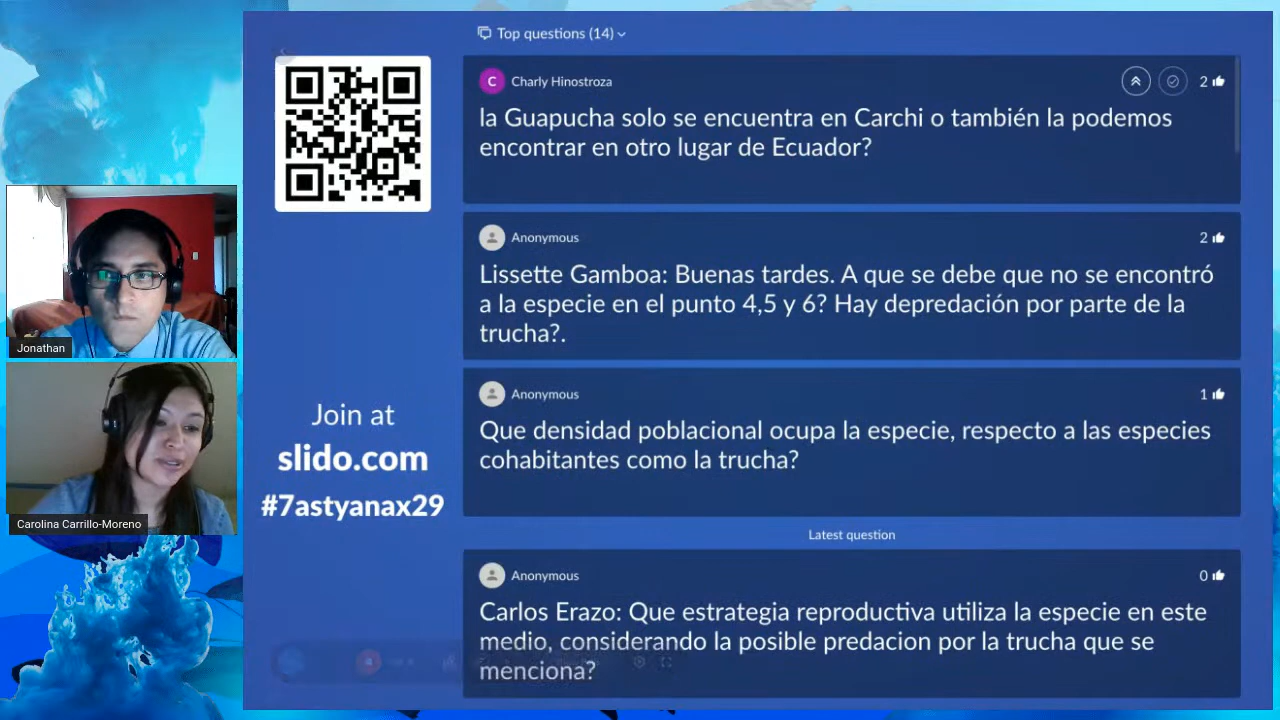 Top questions (14)
C Charly Hinostroza
2
la Guapucha solo se encuentra en Carchi o también la podemos
encontrar en otro lugar de Ecuador?
Anonymous
2
Lissette Gamboa: Buenas tardes. A que se debe que no se encontró
a la especie en el punto 4,5 y 6? Hay depredación por parte de la
trucha?.
Anonymous
1
Que densidad poblacional ocupa la especie, respecto a las especies
cohabitantes como la trucha?
Latest question
Anonymous
0
Carlos Erazo: Que estrategia reproductiva utiliza la especie en este
medio, considerando la posible predacion por la trucha que se
menciona?
Join at
slido.com
#7astyanax29
Jonathan
Carolina Carrillo-Moreno